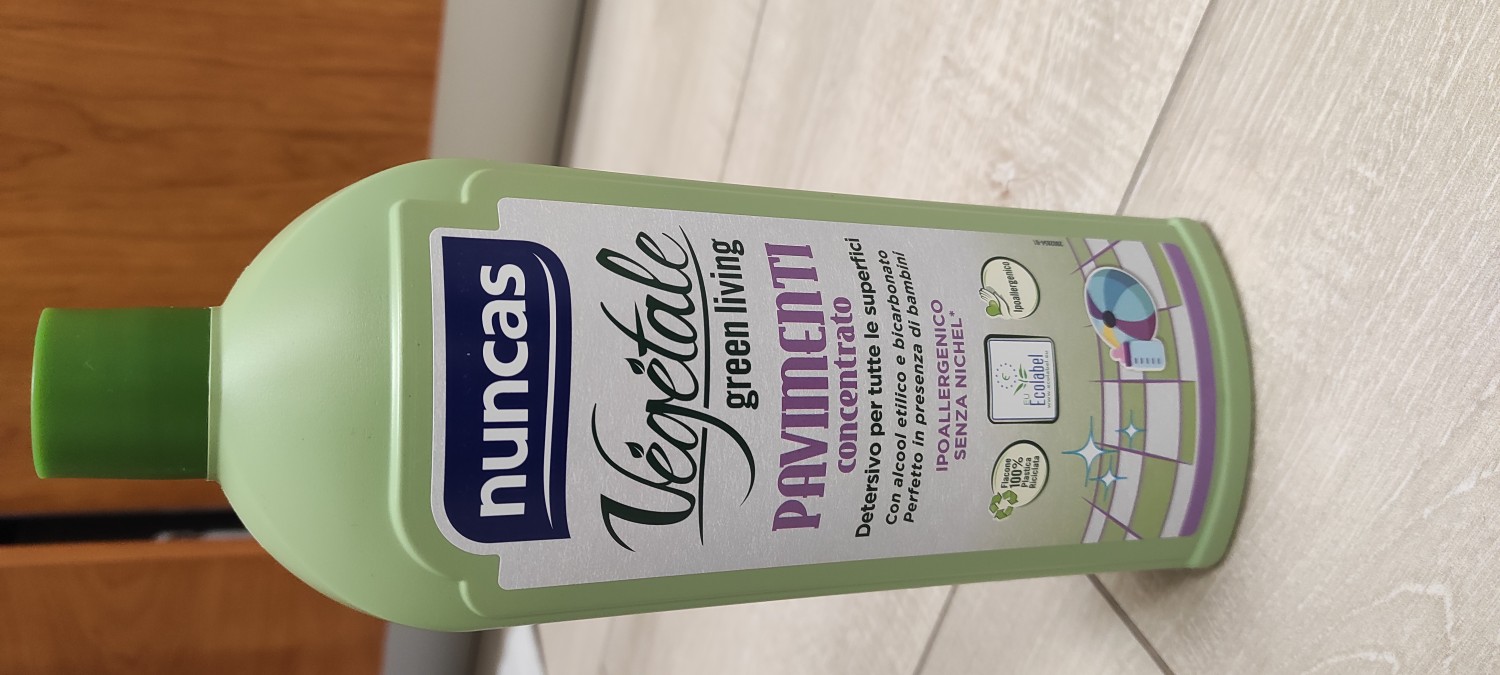 nuncas
Végétale
green living
PAVIMENTI
concentrato
Detersivo per tutte le superfici
Con alcool etilico e bicarbonato
Perfetto in presenza di bambini
IPOALLERGENICO
SENZA NICHEL*
Flacone
100%
Plastica
Riciclata
EU
Ecolabel
Ipoallergenico